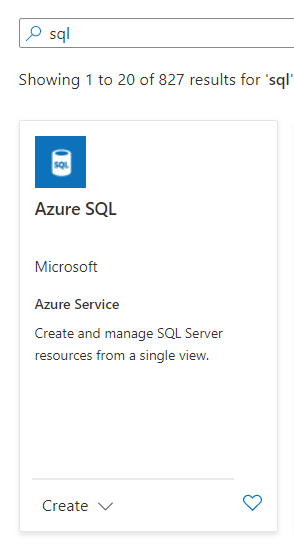 sql
Showing 1 to 20 of 827 results for 'sql'
SQL
Azure SQL
Microsoft
Azure Service
Create and manage SQL Server
resources from a single view.
Create